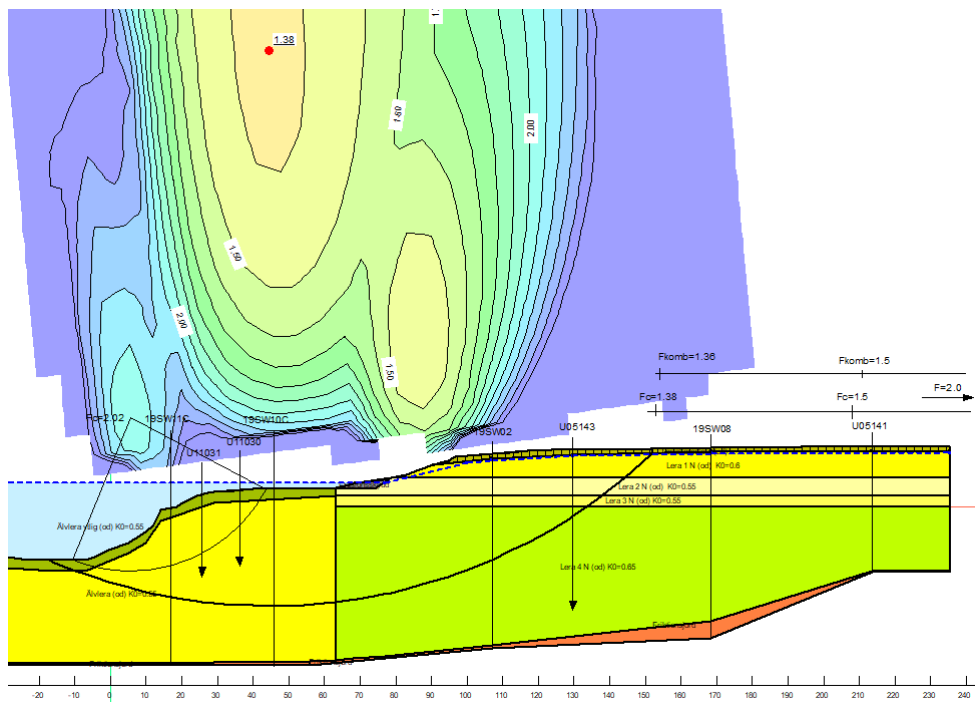 1.38
1.60
2.00
1.50
2.00
1.50
Fkomb=1.36
Fkomb=1.5
F=2.0
Fc=1.38
Fc=1.5
Fc=2.02
19SW11C
19SW10C
U11031
U11030
19SW02
U05143
19SW08
U05141
Lera 1 N (od) K0=0.6
Lera 2 N (od) K0=0.55
Lera 3 N (od) K0=0.55
Lera 4 N (od) K0=0.65
K0=0.55
Älvlera (od)
-20 -10 0 10 20 30 40 50 60 70 80 90 100 110 120 130 140 150 160 170 180 190 200 210 220 230 240